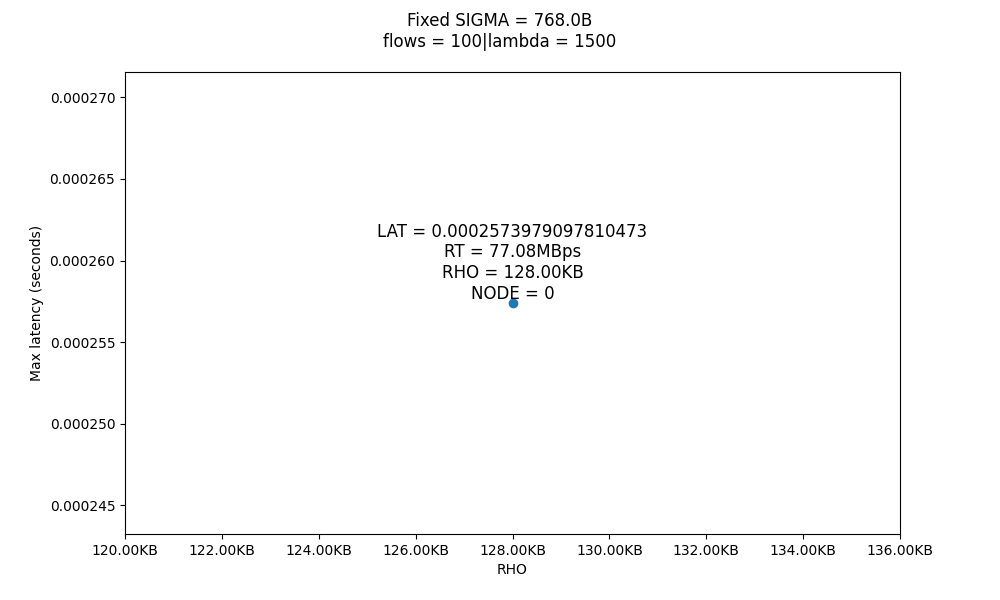 Fixed SIGMA = 768.0B
flows = 100|lambda = 1500
0.000270
0.000265
0.000260
0.000255
0.000250
0.000245
Max latency (seconds)
LAT = 0.0002573979097810473
RT = 77.08MBps
RHO = 128.00KB
NODE = 0
120.00KB 122.00KB 124.00KB 126.00KB 128.00KB 130.00KB 132.00KB 134.00KB 136.00KB
RHO